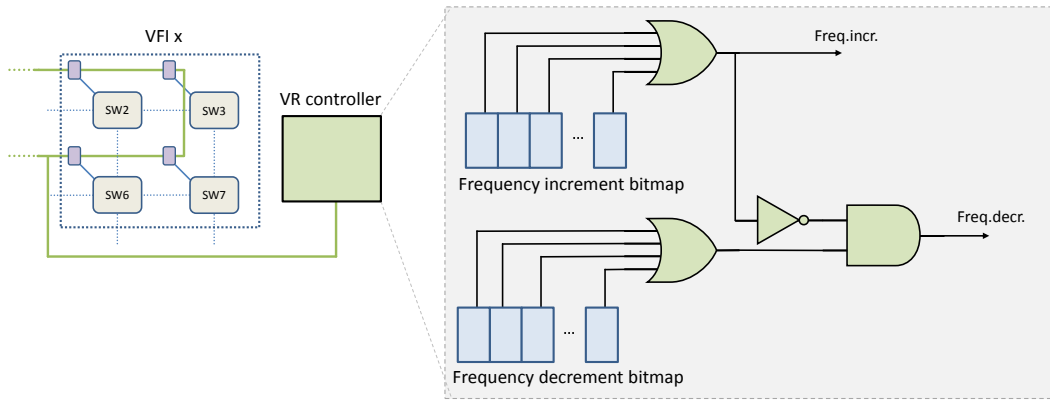 VFI x
SW2
SW3
SW6
SW7
VR controller
Freq.incr.
...
Frequency increment bitmap
Freq.decr.
...
Frequency decrement bitmap